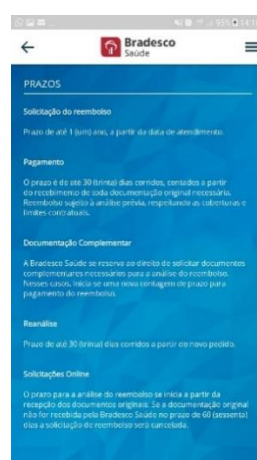 95% 14:16
Bradesco
Saúde
PRAZOS
Solicitação do reembolso
Prazo de até 1 (um) ano, a partir da data de atendimento.
Pagamento
O prazo é de até 30 (trinta) dias corridos, contados a partir
do recebimento de toda documentação original necessária.
Reembolso sujeito à análise prévia, respeitando as coberturas e
limites contratuais.
Documentação Complementar
A Bradesco Saúde se reserva ao direito de solicitar documentos
complementares necessários para a análise do reembolso.
Nesses casos, inicia-se uma nova contagem de prazo para
pagamento do reembolso.
Reanálise
Prazo de até 30 (trinta) dias corridos a partir do novo pedido.
Solicitações Online
O prazo para a análise do reembolso se inicia a partir da
recepção dos documentos originais. Se a documentação original
não for recebida pela Bradesco Saúde no prazo de 60 (sessenta)
dias a solicitação de reembolso será cancelada.